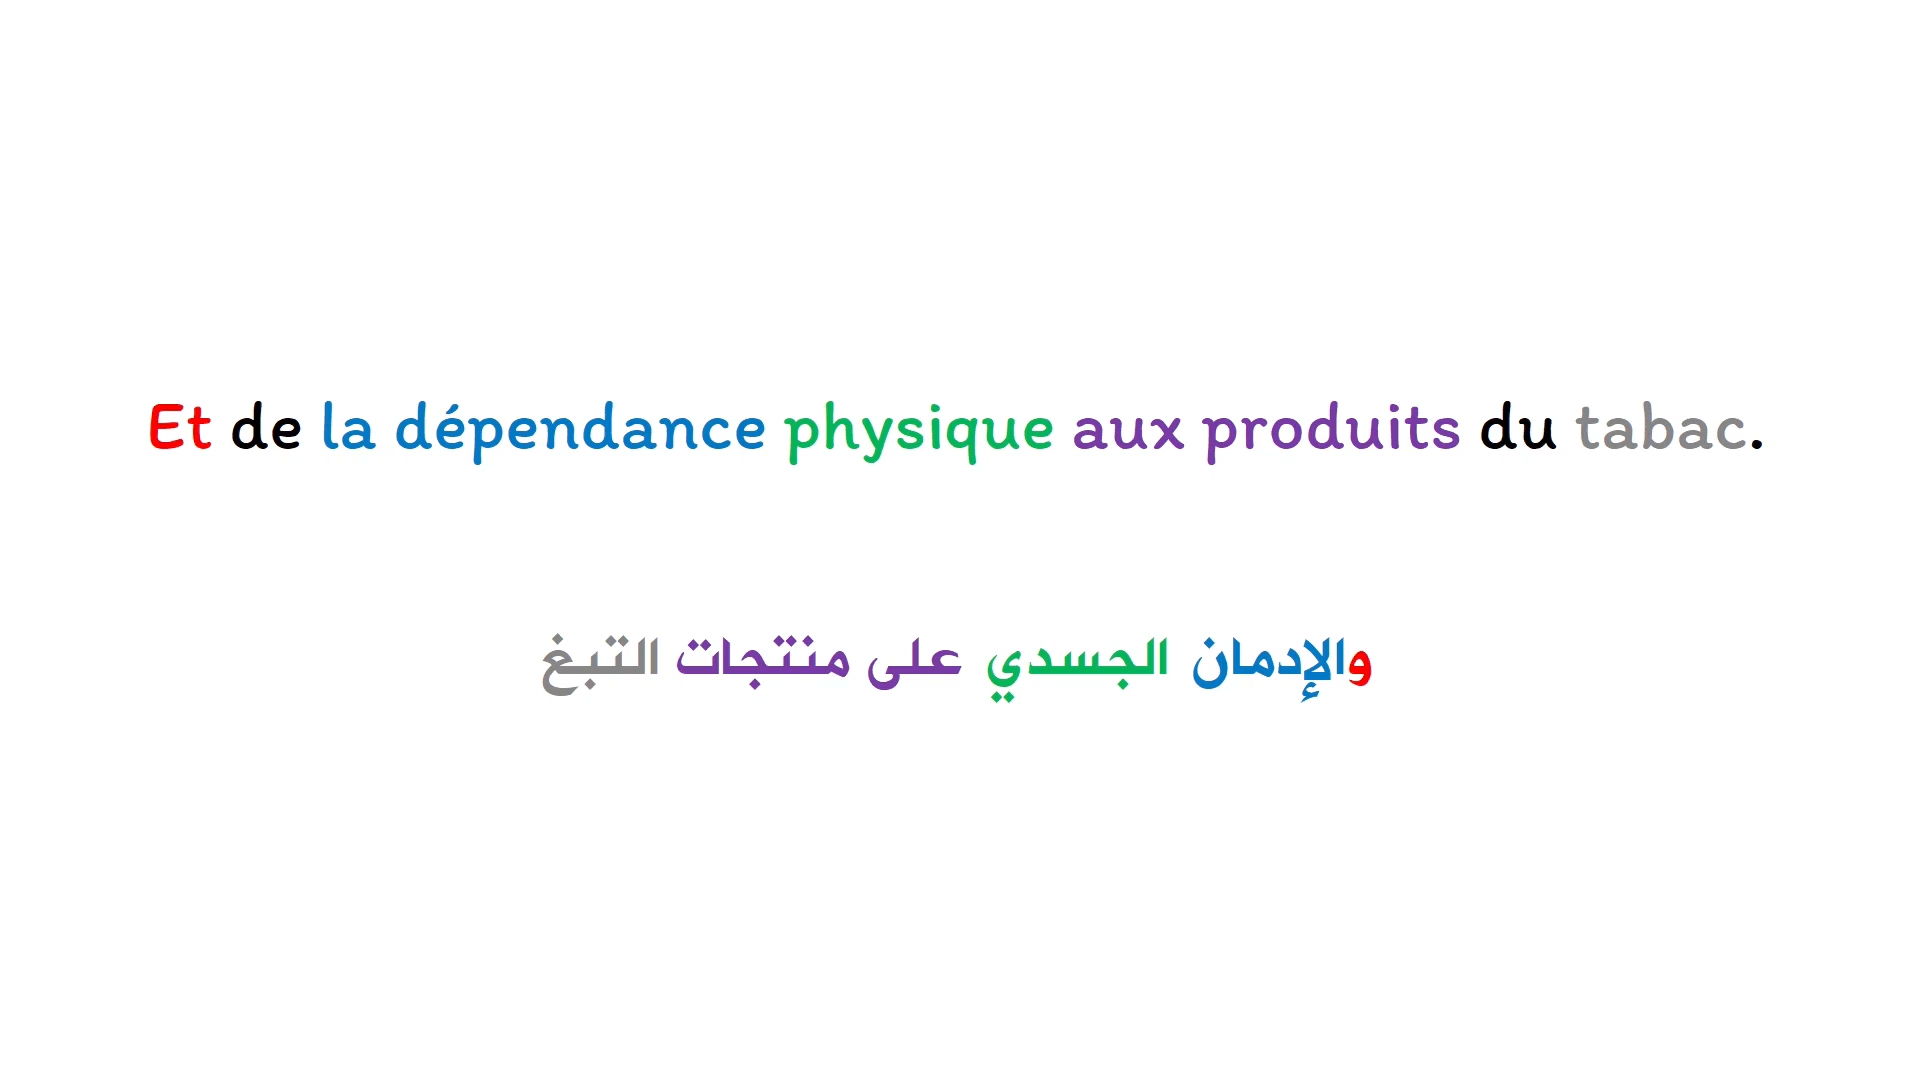 Et de la dépendance physique aux produits du tabac.
والإدمان الجسدي على منتجات التبغ